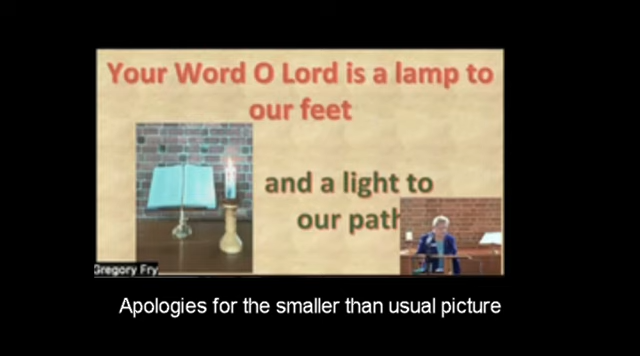 Your Word O Lord is a lamp to
our feet
and a light to
our path
Gregory Fry
Apologies for the smaller than usual picture